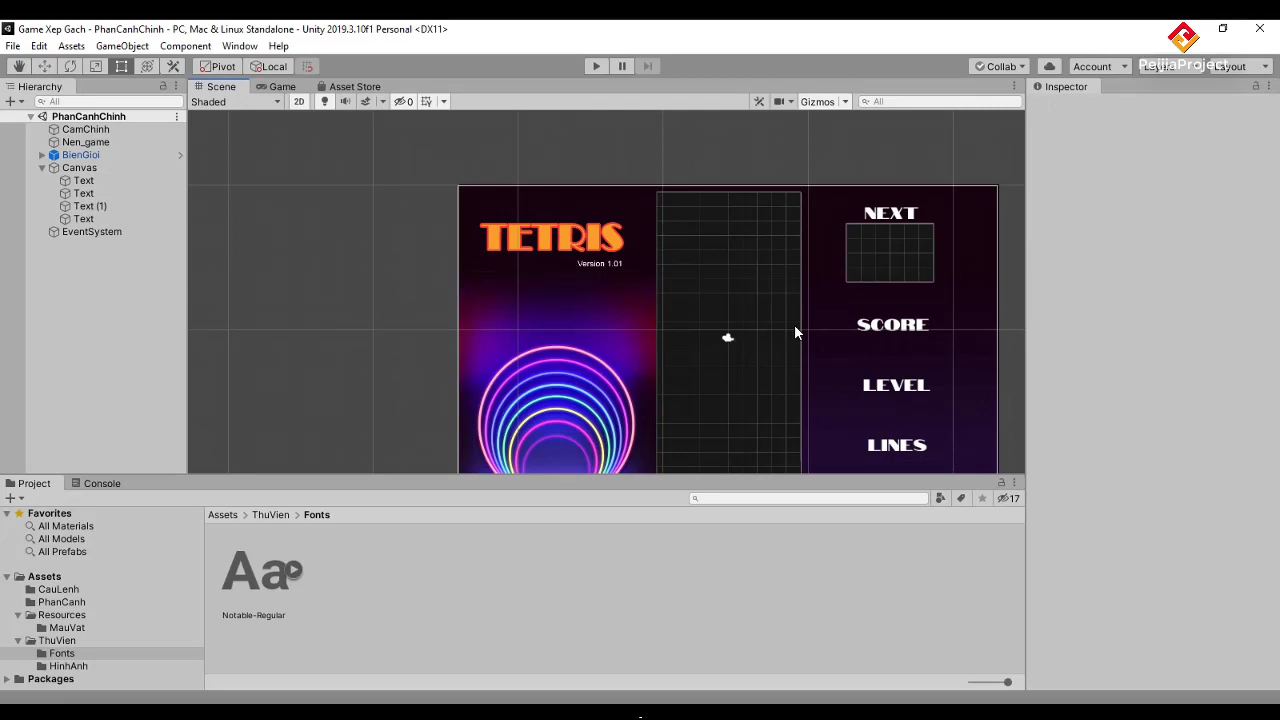 Game Xep Gach - PhanCanhChinh - PC, Mac & Linux Standalone - Unity 2019.3.10f1 Personal <DX11>
File Edit Assets GameObject Component Window Help
Pivot Local Collab Account Layout
DeijiaProject
Hierarchy
All
PhanCanhChinh
CamChinh
Nen_game
BienGioi
Canvas
Text
Text
Text (1)
Text
EventSystem
Scene Game Asset Store
Shaded 2D 0 Gizmos All
TETRIS
Version 1.01
NEXT
SCORE
LEVEL
LINES
Inspector
Project Console
17
Favorites
All Materials
All Models
All Prefabs
Assets
CauLenh
PhanCanh
Resources
MauVat
ThuVien
Fonts
HinhAnh
Packages
Assets ThuVien Fonts
Aa
Notable-Regular